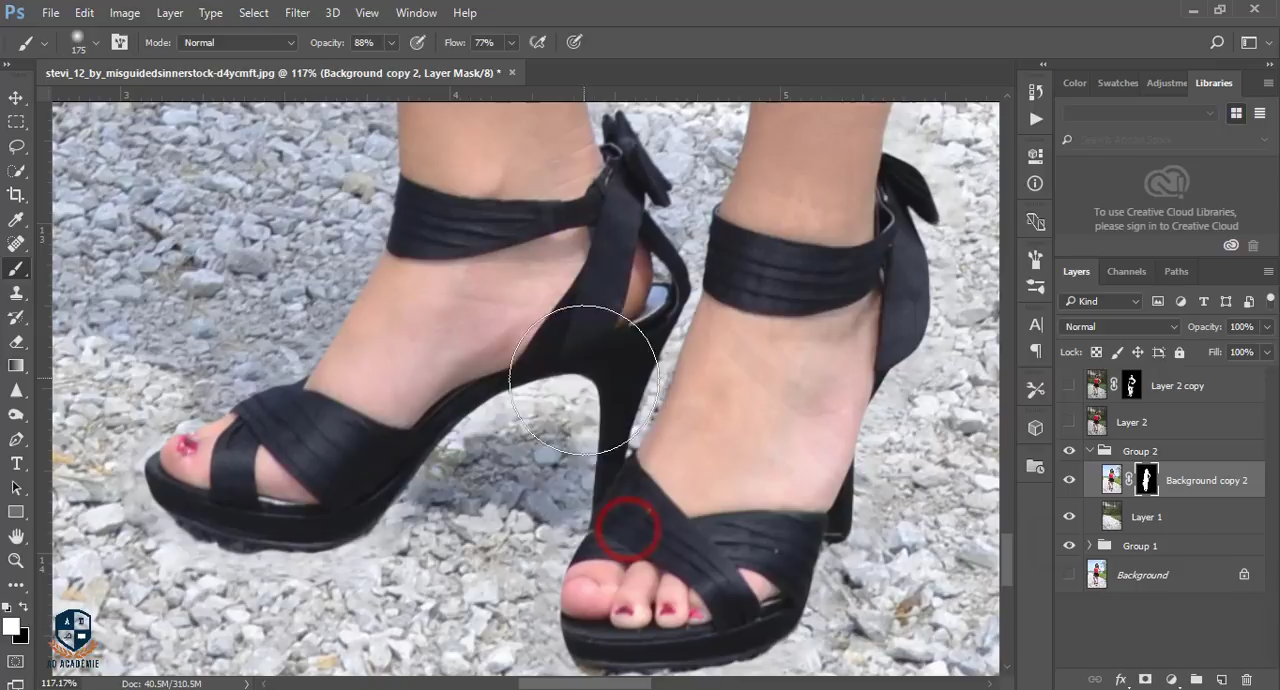 Ps File Edit Image Layer Type Select Filter 3D View Window Help
175 Mode: Normal Opacity: 88% Flow: 77%
stevi_12_by_misguidedsinnerstock-d4ycmft.jpg @ 117% (Background copy 2, Layer Mask/8) * ×
3 4 5
13
14
Color Swatches Adjustme Libraries
To use Creative Cloud Libraries,
please sign in to Creative Cloud
Layers Channels Paths
Kind
Normal Opacity: 100%
Lock: Fill: 100%
Layer 2 copy
Layer 2
Group 2
Background copy 2
Layer 1
Group 1
Background
117.17% Doc: 40.5M/310.5M